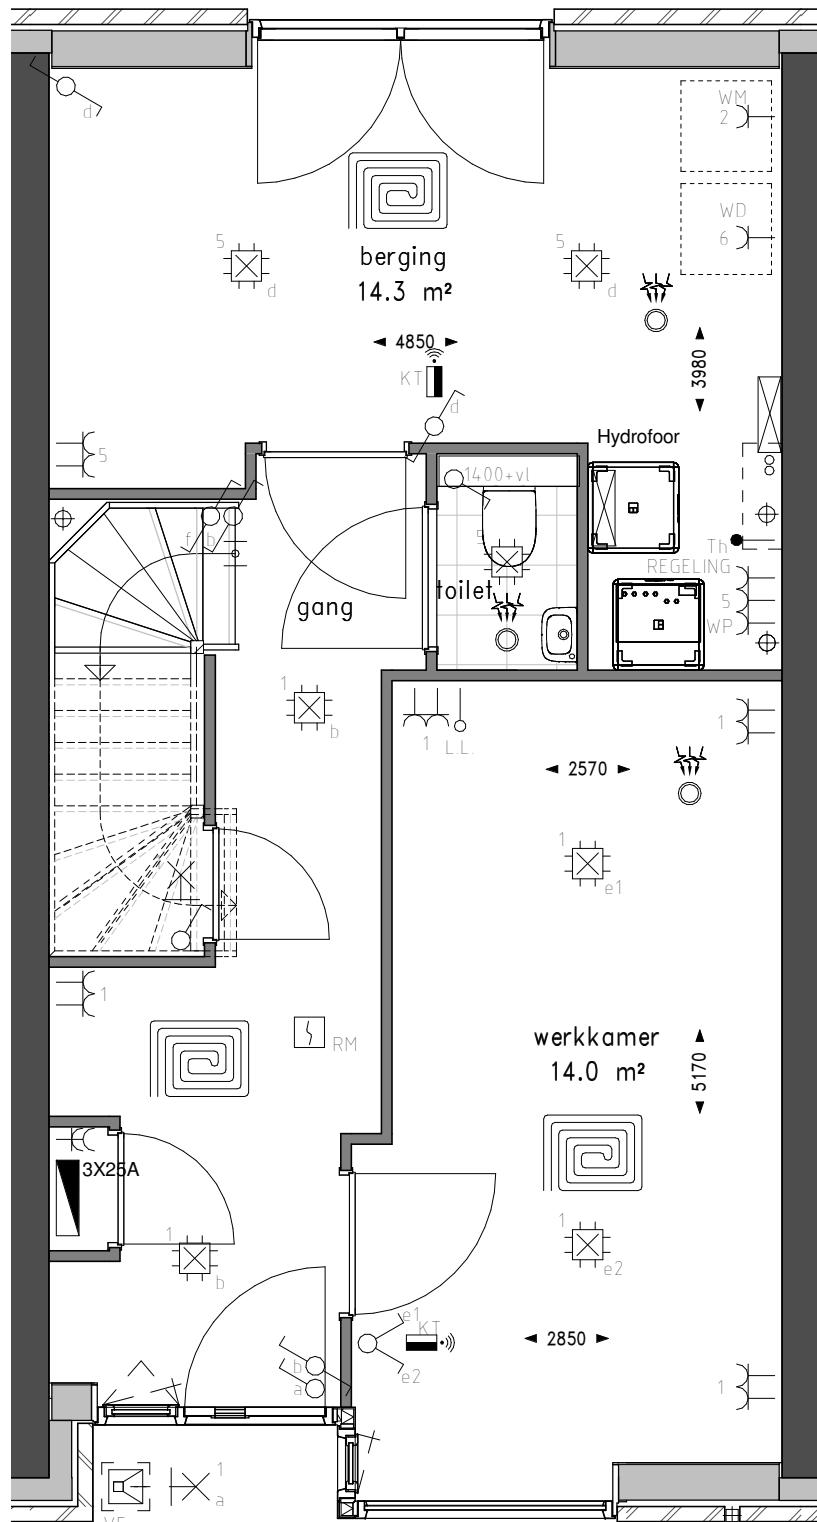 WM
2
d
WD
6
5
5
berging
d
d
14.3 m²
4850
3980
KT
d
Hydrofoor
5
1400+vl
f
b
Th
REGELING
toilet
gang
5
WP
1
b
1
L.L.
1
2570
1
e1
1
RM
werkkamer
14.0 m²
5170
3X25A
1
b
1
e2
e1
KT
2850
b
e2
a
1
1
a